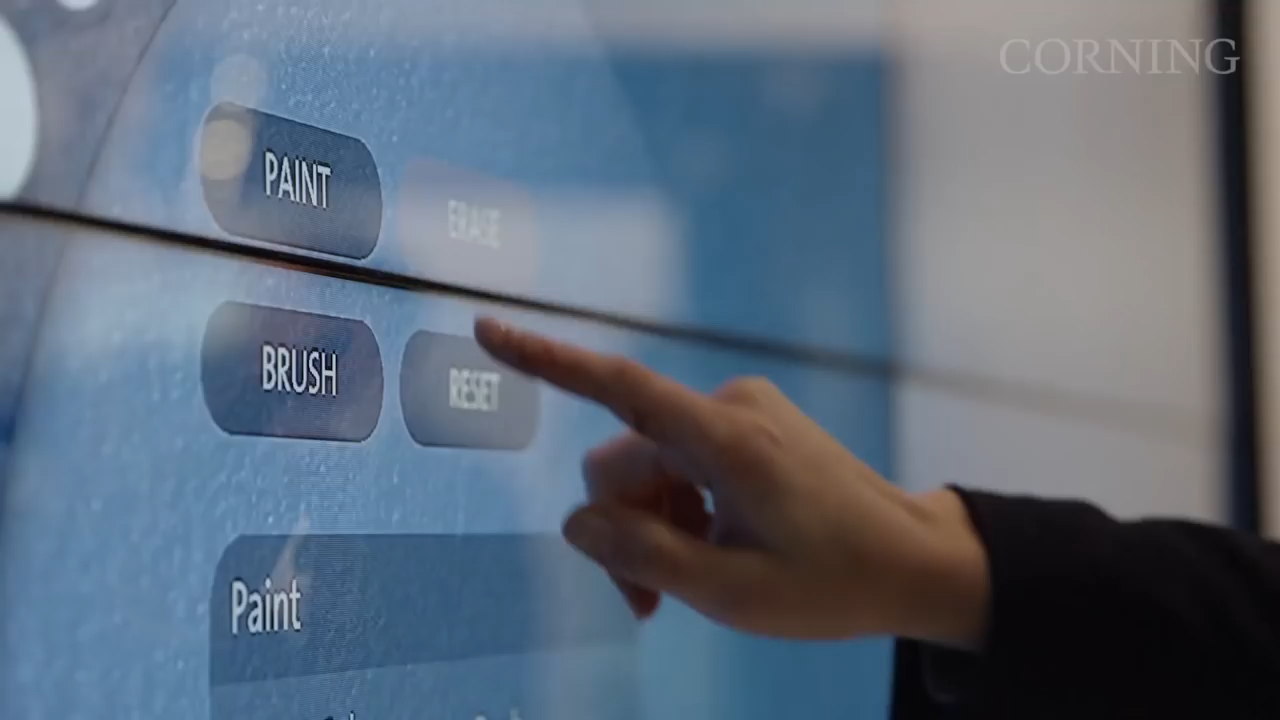 CORNING
PAINT
ERASE
BRUSH
RESET
Paint